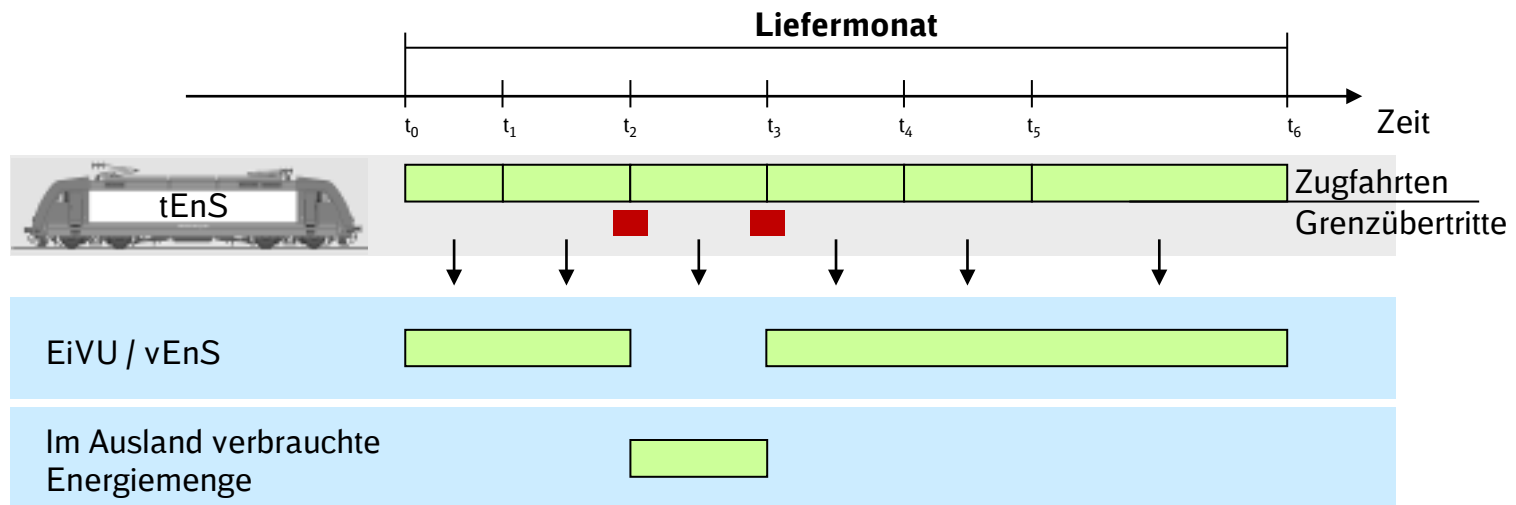 Liefermonat
t₀ t₁ t₂ t₃ t₄ t₅ t₆ Zeit
tEnS
Zugfahrten
Grenzübertritte
EiVU / vEnS
Im Ausland verbrauchte
Energiemenge